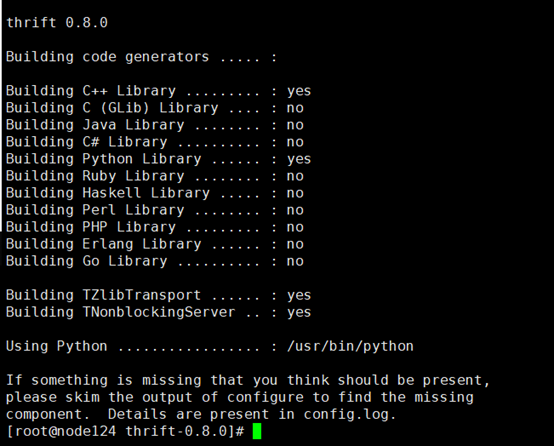 thrift 0.8.0
Building code generators ..... :
Building C++ Library ......... : yes
Building C (GLib) Library .... : no
Building Java Library ........ : no
Building C# Library .......... : no
Building Python Library ...... : yes
Building Ruby Library ........ : no
Building Haskell Library ..... : no
Building Perl Library ........ : no
Building PHP Library ......... : no
Building Erlang Library ...... : no
Building Go Library .......... : no
Building TZlibTransport ...... : yes
Building TNonblockingServer .. : yes
Using Python ................. : /usr/bin/python
If something is missing that you think should be present,
please skim the output of configure to find the missing
component.  Details are present in config.log.
[root@node124 thrift-0.8.0]#